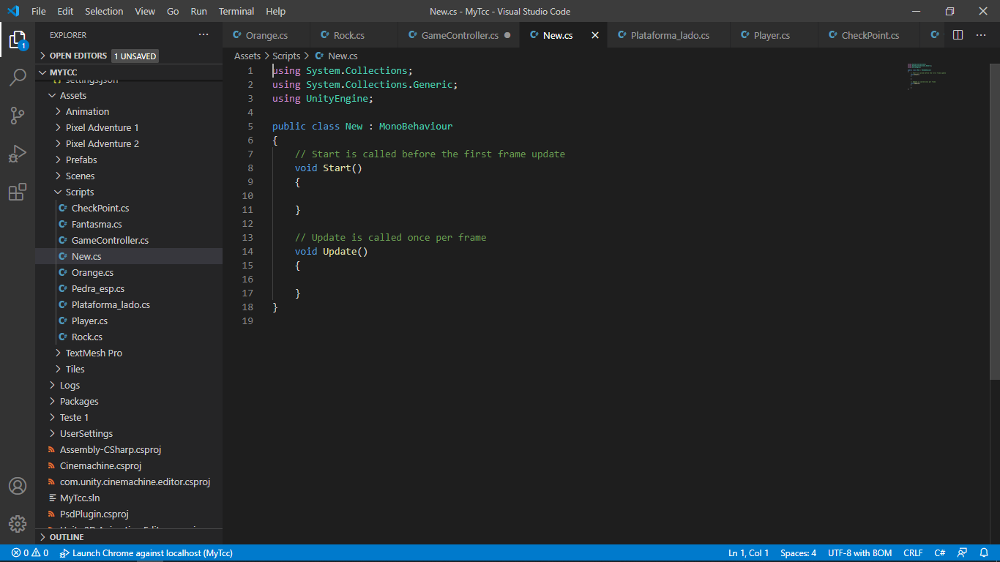 File Edit Selection View Go Run Terminal Help
New.cs - MyTcc - Visual Studio Code
EXPLORER
OPEN EDITORS 1 UNSAVED
MYTCC
settings.json
Assets
Animation
Pixel Adventure 1
Pixel Adventure 2
Prefabs
Scenes
Scripts
CheckPoint.cs
Fantasma.cs
GameController.cs
New.cs
Orange.cs
Pedra_esp.cs
Plataforma_lado.cs
Player.cs
Rock.cs
TextMesh Pro
Tiles
Logs
Packages
Teste 1
UserSettings
Assembly-CSharp.csproj
Cinemachine.csproj
com.unity.cinemachine.editor.csproj
MyTcc.sln
PsdPlugin.csproj
OUTLINE
1
Orange.cs Rock.cs GameController.cs New.cs Plataforma_lado.cs Player.cs CheckPoint.cs
Assets > Scripts > New.cs
1 using System.Collections;
2 using System.Collections.Generic;
3 using UnityEngine;
4
5 public class New : MonoBehaviour
6 {
7 // Start is called before the first frame update
8 void Start()
9 {
10
11 }
12
13 // Update is called once per frame
14 void Update()
15 {
16
17 }
18 }
19
0 0 Launch Chrome against localhost (MyTcc)
Ln 1, Col 1 Spaces: 4 UTF-8 with BOM CRLF C#